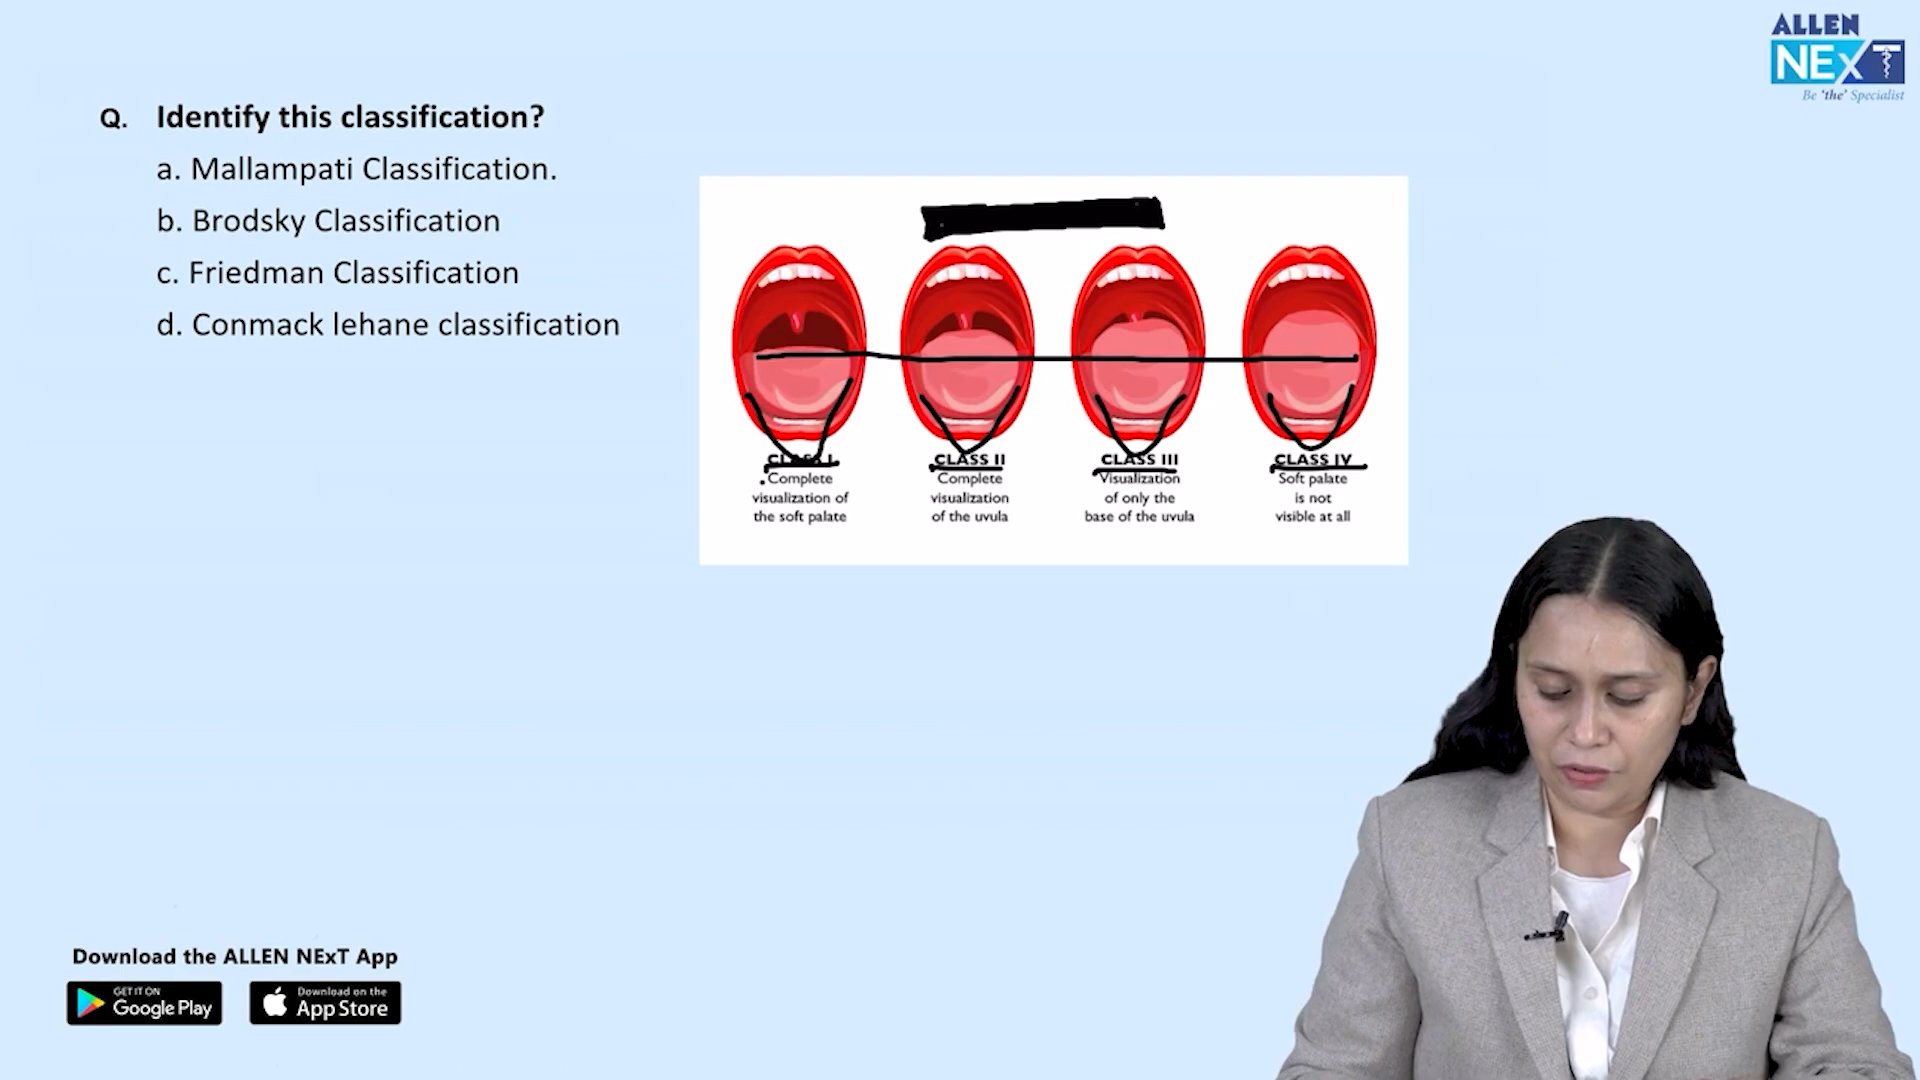 ALLEN
NExT
Be 'the' Specialist
Q. Identify this classification?
a. Mallampati Classification.
b. Brodsky Classification
c. Friedman Classification
d. Conmack lehane classification
CLASS I
Complete
visualization of
the soft palate
CLASS II
Complete
visualization
of the uvula
CLASS III
Visualization
of only the
base of the uvula
CLASS IV
Soft palate
is not
visible at all
Download the ALLEN NExT App
GET IT ON
Google Play
Download on the
App Store